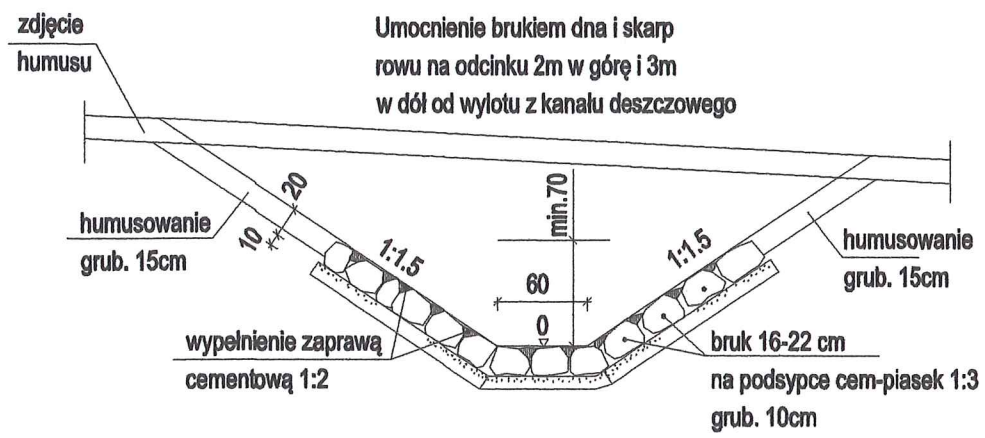 zdjęcie
humusu
Umocnienie brukiem dna i skarp
rowu na odcinku 2m w górę i 3m
w dół od wylotu z kanału deszczowego
20
10
humusowanie
grub. 15cm
1:1.5
min.70
60
0
1:1.5
humusowanie
grub. 15cm
wypełnienie zaprawą
cementową 1:2
bruk 16-22 cm
na podsypce cem-piasek 1:3
grub. 10cm